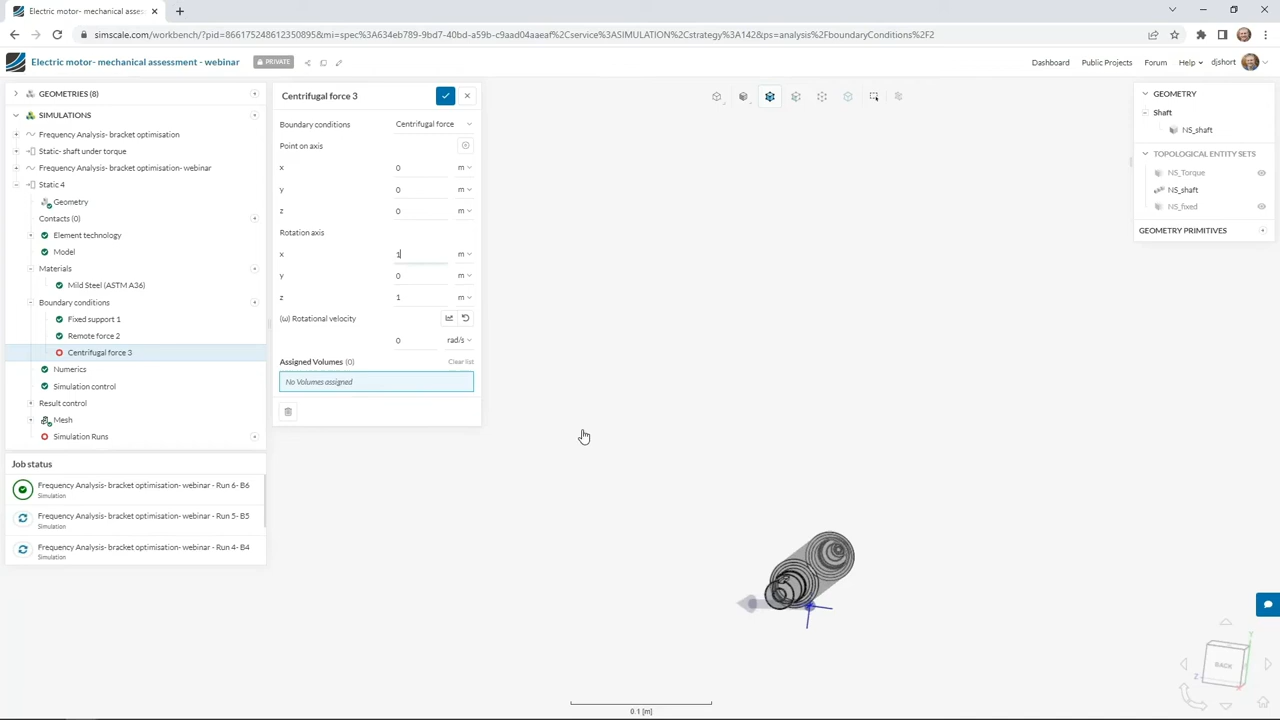 Electric motor- mechanical assess
simscale.com/workbench/?pid=866175248612350895&mi=spec%3A634eb789-9bd7-40bd-a59b-c9aad04aaeaf%2Cservice%3ASIMULATION%2Cstrategy%3A142&ps=analysis%2FboundaryConditions%2F2
Electric motor- mechanical assessment - webinar
PRIVATE
Dashboard
Public Projects
Forum
Help
djshort
GEOMETRIES (8)
SIMULATIONS
Frequency Analysis- bracket optimisation
Static- shaft under torque
Frequency Analysis- bracket optimisation- webinar
Static 4
Geometry
Contacts (0)
Element technology
Model
Materials
Mild Steel (ASTM A36)
Boundary conditions
Fixed support 1
Remote force 2
Centrifugal force 3
Numerics
Simulation control
Result control
Mesh
Simulation Runs
Job status
Frequency Analysis- bracket optimisation- webinar - Run 6- B6
Simulation
Frequency Analysis- bracket optimisation- webinar - Run 5- B5
Simulation
Frequency Analysis- bracket optimisation- webinar - Run 4- B4
Simulation
Centrifugal force 3
Boundary conditions Centrifugal force
Point on axis
x 0 m
y 0 m
z 0 m
Rotation axis
x 1 m
y 0 m
z 1 m
(ω) Rotational velocity
0 rad/s
Assigned Volumes (0) Clear list
No Volumes assigned
GEOMETRY
Shaft
NS_shaft
TOPOLOGICAL ENTITY SETS
NS_Torque
NS_shaft
NS_fixed
GEOMETRY PRIMITIVES
0.1 [m]
Y
Z
BACK